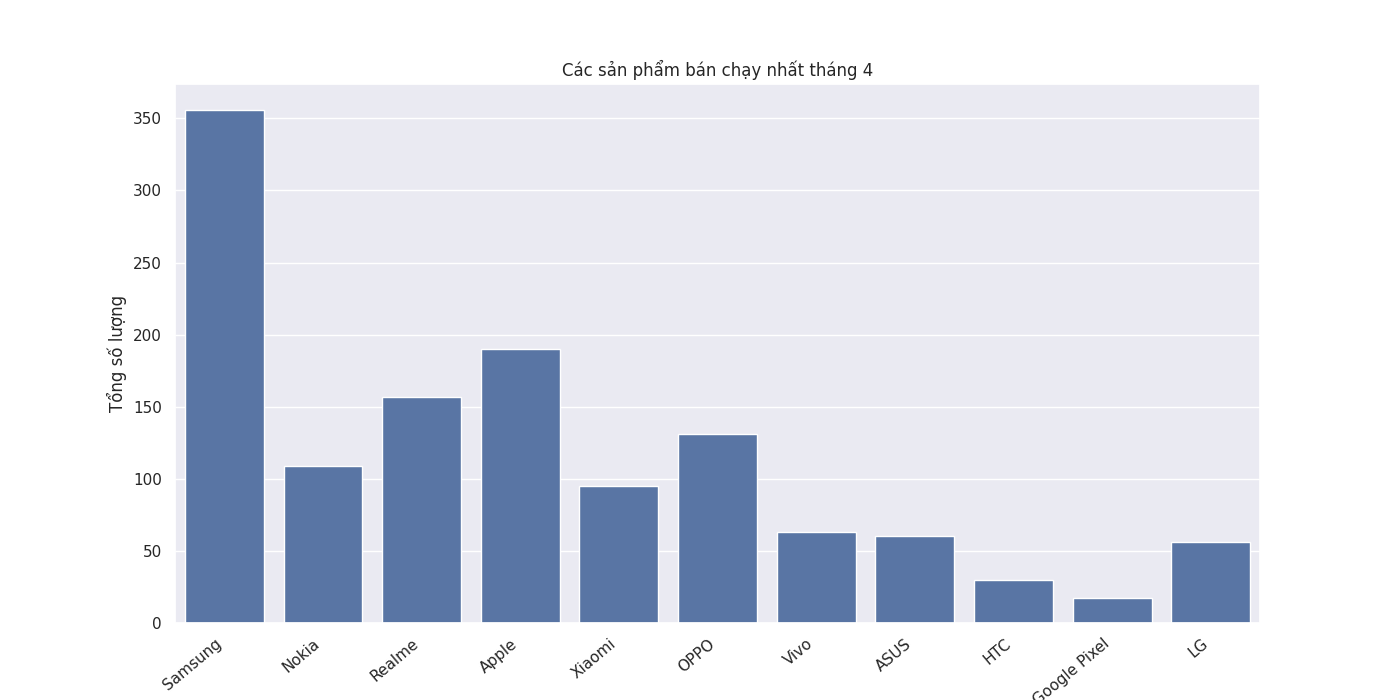 Các sản phẩm bán chạy nhất tháng 4
Tổng số lượng
350
300
250
200
150
100
50
0
Samsung
Nokia
Realme
Apple
Xiaomi
OPPO
Vivo
ASUS
HTC
Google Pixel
LG